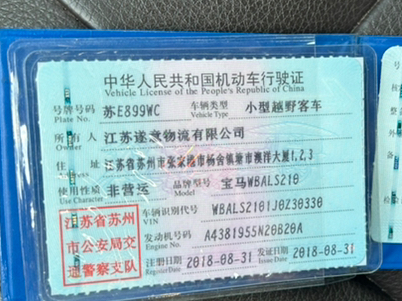 中华人民共和国机动车行驶证
Vehicle License of the People's Republic of China
号牌号码 苏E899WC 车辆类型 小型越野客车
Plate No. Vehicle Type
所有人 江苏遂意物流有限公司
Owner
住址 江苏省苏州市张家港市杨舍镇塘市澳洋大厦1,2,3
Address
使用性质 非营运 品牌型号 宝马WBALS210
Use Character Model
江苏省苏州 车辆识别代号 WBALS2101J0Z30330
VIN
市公安局交 发动机号码 A4381955N20B20A
Engine No.
通警察支队 注册日期 2018-08-31 发证日期 2018-08-31
Register Date Issue Date